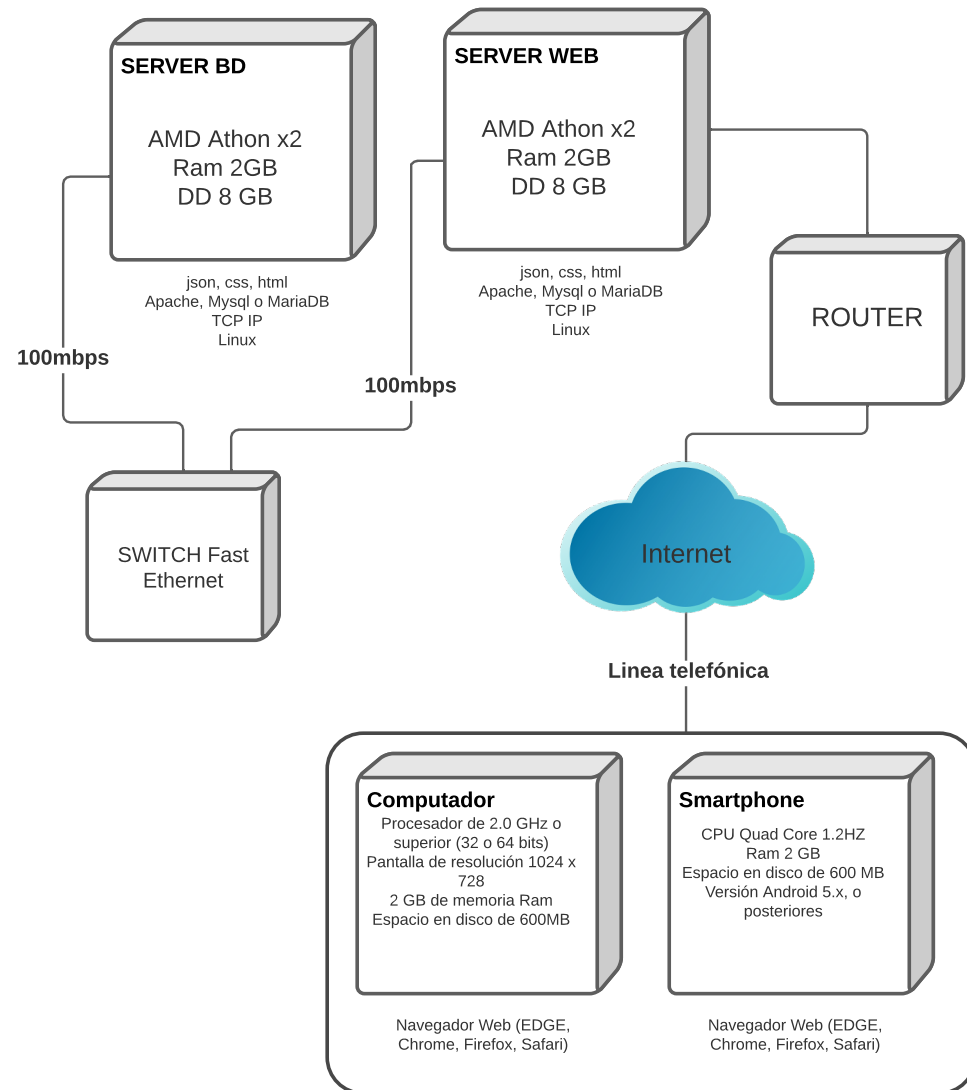 SERVER BD
AMD Athon x2
Ram 2GB
DD 8 GB
json, css, html
Apache, Mysql o MariaDB
TCP IP
Linux
SERVER WEB
AMD Athon x2
Ram 2GB
DD 8 GB
json, css, html
Apache, Mysql o MariaDB
TCP IP
Linux
ROUTER
100mbps
100mbps
SWITCH Fast
Ethernet
Internet
Linea telefónica
Computador
Procesador de 2.0 GHz o
superior (32 o 64 bits)
Pantalla de resolución 1024 x
728
2 GB de memoria Ram
Espacio en disco de 600MB
Navegador Web (EDGE,
Chrome, Firefox, Safari)
Smartphone
CPU Quad Core 1.2HZ
Ram 2 GB
Espacio en disco de 600 MB
Versión Android 5.x, o
posteriores
Navegador Web (EDGE,
Chrome, Firefox, Safari)